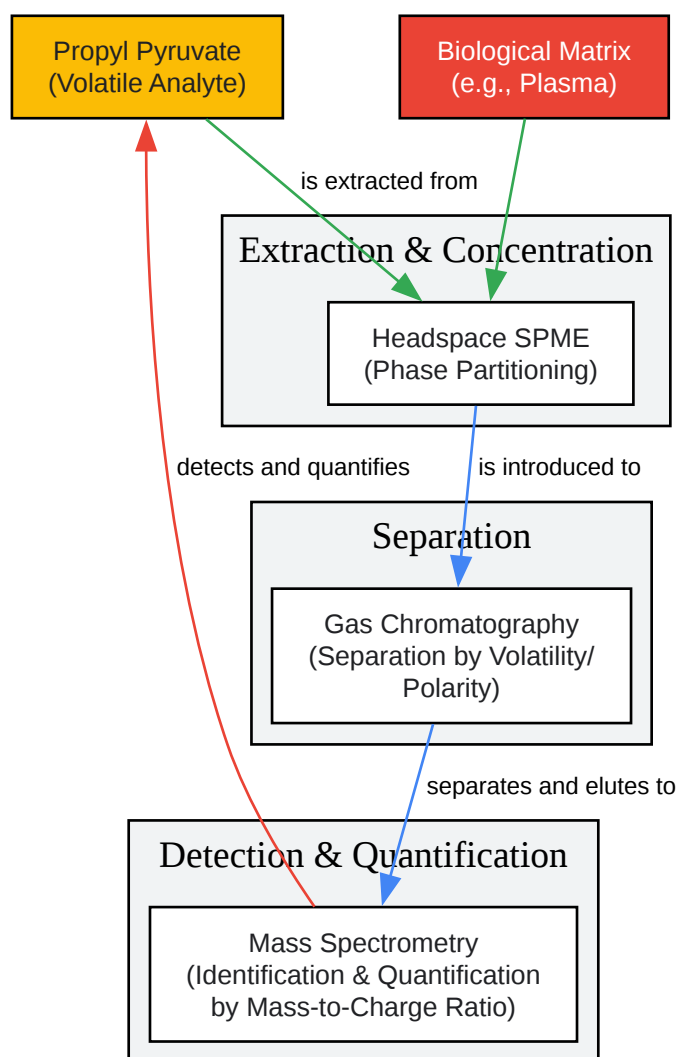 Propyl Pyruvate
(Volatile Analyte)
Biological Matrix
(e.g., Plasma)
is extracted from
Extraction & Concentration
Headspace SPME
(Phase Partitioning)
detects and quantifies
is introduced to
Separation
Gas Chromatography
(Separation by Volatility/
Polarity)
separates and elutes to
Detection & Quantification
Mass Spectrometry
(Identification & Quantification
by Mass-to-Charge Ratio)